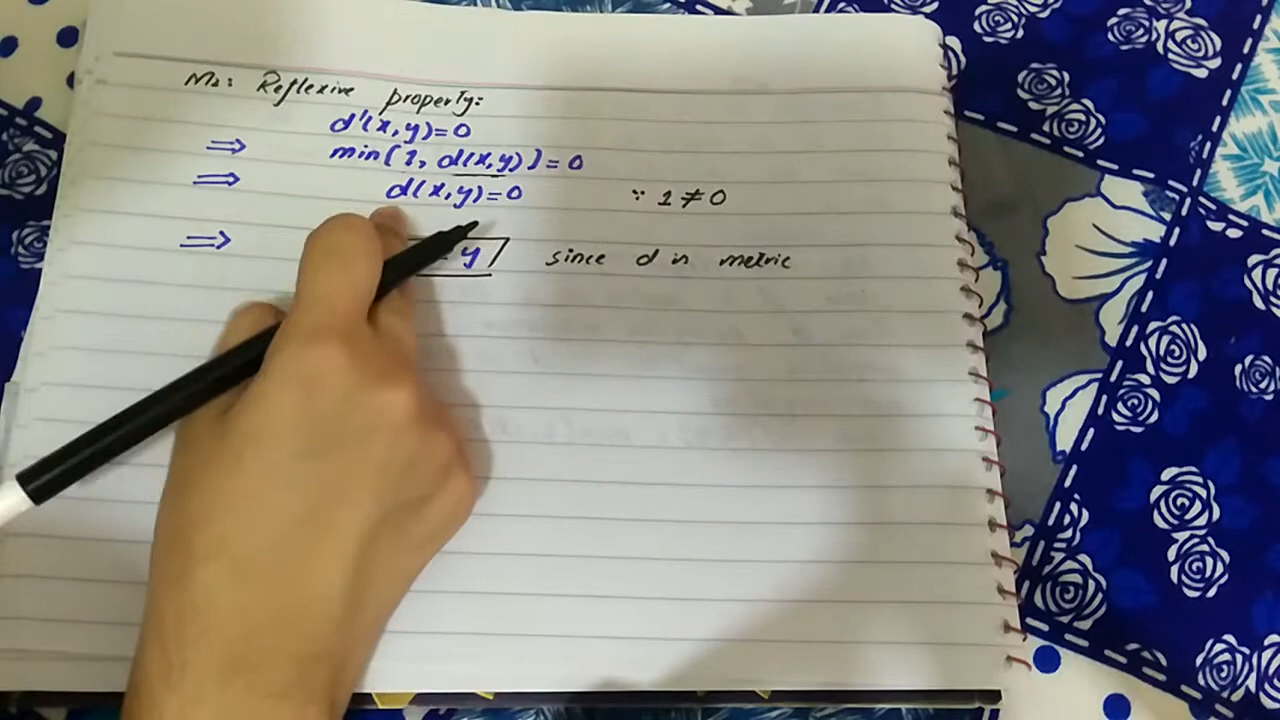 M₂: Reflexive property:
d'(x,y)=0
⇒ min(1, d(x,y))=0
⇒ d(x,y)=0 ∵ 1≠0
⇒ = y since d is metric